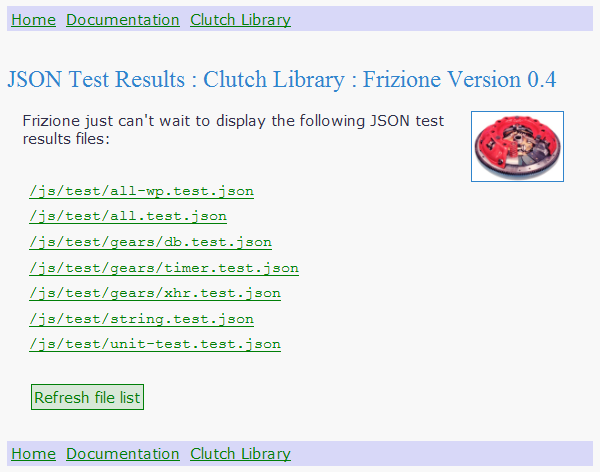 Home Documentation Clutch Library
JSON Test Results : Clutch Library : Frizione Version 0.4
Frizione just can't wait to display the following JSON test
results files:
/js/test/all-wp.test.json
/js/test/all.test.json
/js/test/gears/db.test.json
/js/test/gears/timer.test.json
/js/test/gears/xhr.test.json
/js/test/string.test.json
/js/test/unit-test.test.json
Refresh file list
Home Documentation Clutch Library